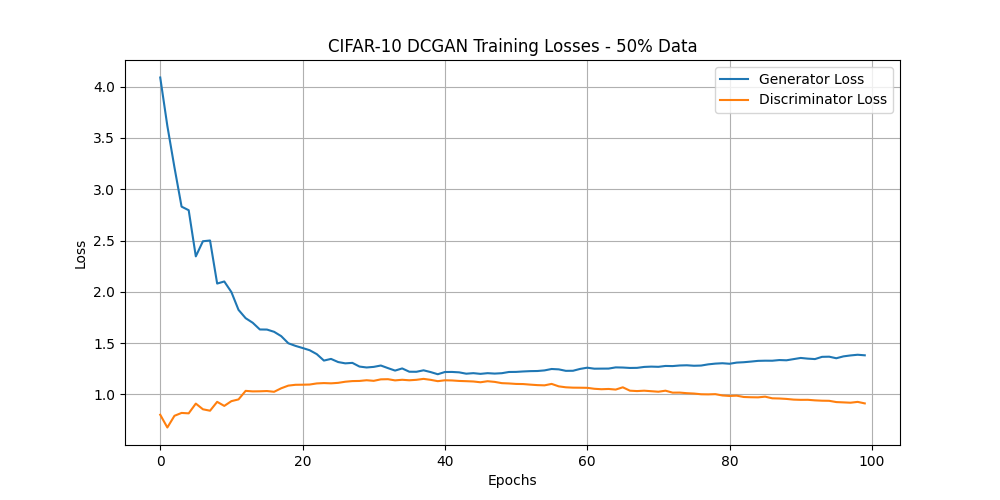 CIFAR-10 DCGAN Training Losses - 50% Data
Generator Loss
Discriminator Loss
4.0
3.5
3.0
2.5
2.0
1.5
1.0
Loss
0
20
40
60
80
100
Epochs